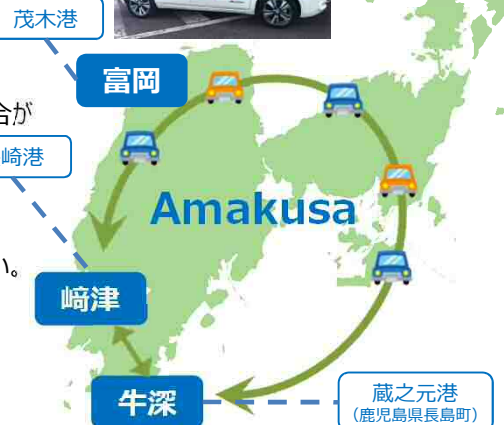 茂木港
富岡
合が
崎港
Amakusa
い。
﨑津
牛深
蔵之元港
(鹿児島県長島町)